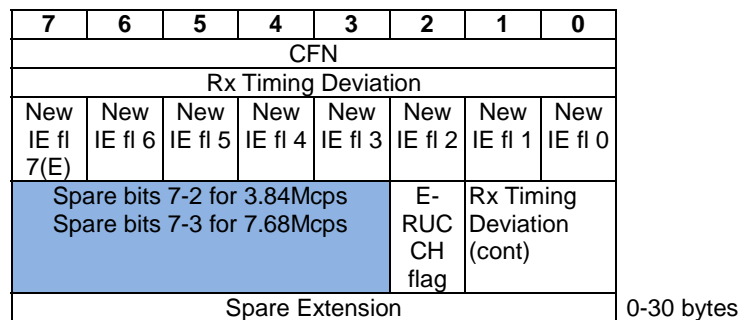 7 6 5 4 3 2 1 0
CFN
Rx Timing Deviation
New IE fl 7(E) New IE fl 6 New IE fl 5 New IE fl 4 New IE fl 3 New IE fl 2 New IE fl 1 New IE fl 0
Spare bits 7-2 for 3.84Mcps
Spare bits 7-3 for 7.68Mcps
E-
RUC
CH
flag
Rx Timing
Deviation
(cont)
Spare Extension 0-30 bytes